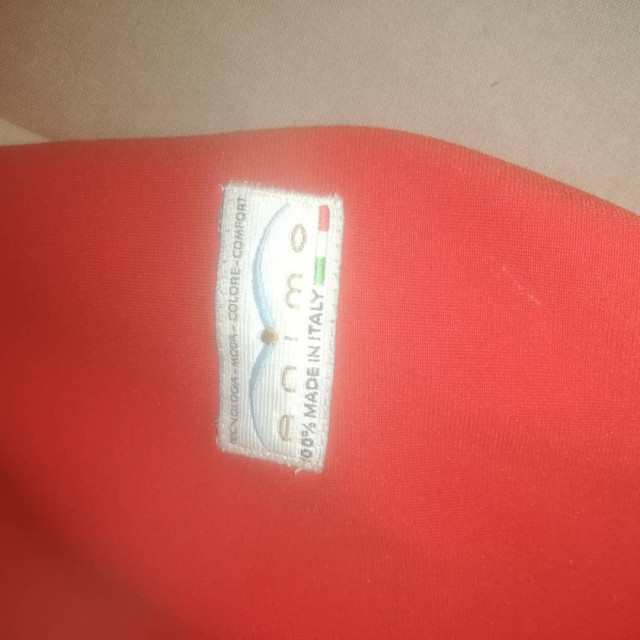 TECNOLOGIA - MODA - COLORE - COMFORT
animo
100% MADE IN ITALY